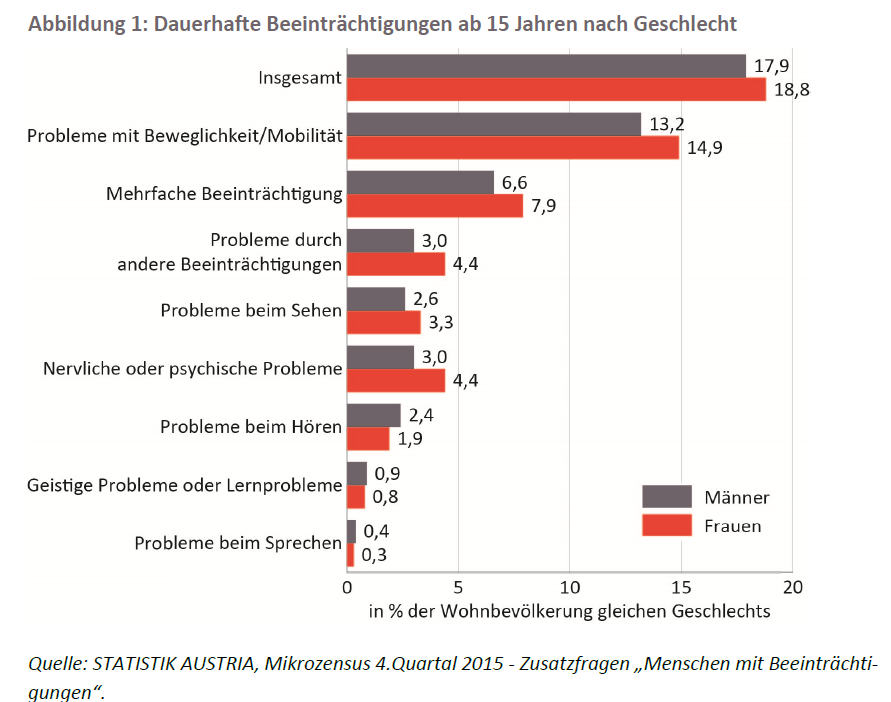 Abbildung 1: Dauerhafte Beeinträchtigungen ab 15 Jahren nach Geschlecht
Insgesamt
17,9
18,8
Probleme mit Beweglichkeit/Mobilität
13,2
14,9
Mehrfache Beeinträchtigung
6,6
7,9
Probleme durch
andere Beeinträchtigungen
3,0
4,4
Probleme beim Sehen
2,6
3,3
Nervliche oder psychische Probleme
3,0
4,4
Probleme beim Hören
2,4
1,9
Geistige Probleme oder Lernprobleme
0,9
0,8
Probleme beim Sprechen
0,4
0,3
Männer
Frauen
0 5 10 15 20
in % der Wohnbevölkerung gleichen Geschlechts
Quelle: STATISTIK AUSTRIA, Mikrozensus 4.Quartal 2015 - Zusatzfragen „Menschen mit Beeinträchti-
gungen“.